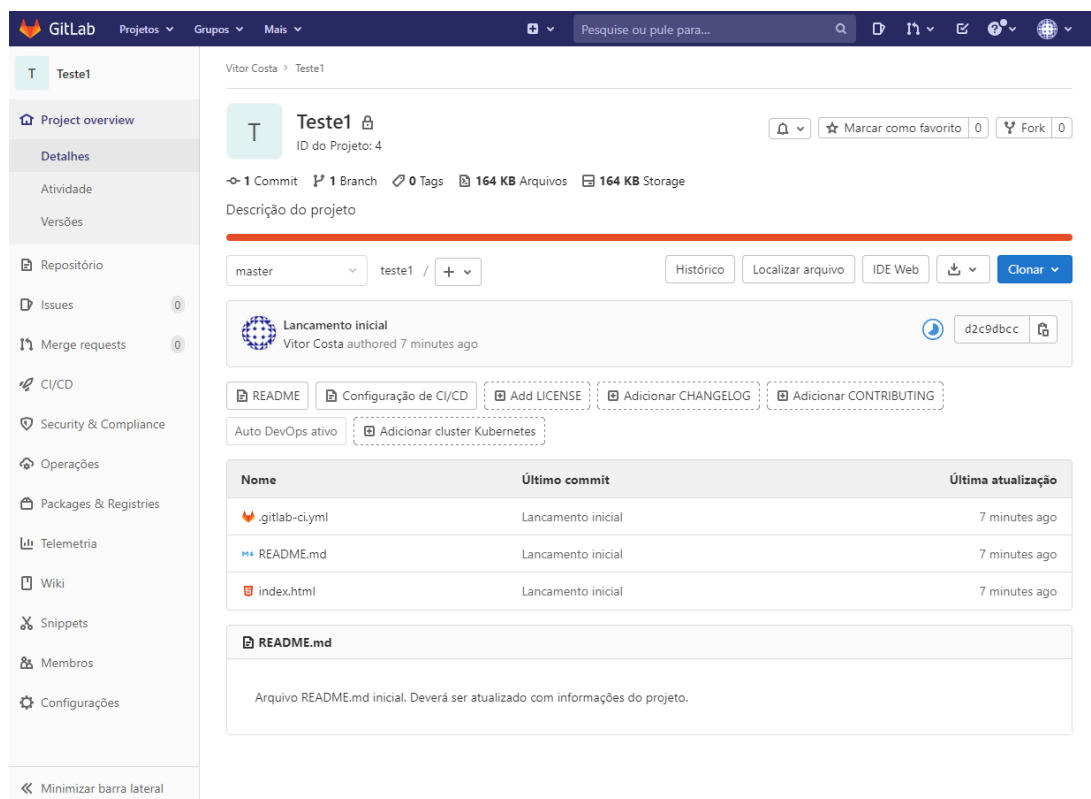 GitLab Projetos Grupos Mais Pesquise ou pule para...
T Teste1
Project overview
Detalhes
Atividade
Versões
Repositório
Issues 0
Merge requests 0
CI/CD
Security & Compliance
Operações
Packages & Registries
Telemetria
Wiki
Snippets
Membros
Configurações
Minimizar barra lateral
Vitor Costa > Teste1
T
Teste1
ID do Projeto: 4
Marcar como favorito 0 Fork 0
1 Commit 1 Branch 0 Tags 164 KB Arquivos 164 KB Storage
Descrição do projeto
master teste1 / + Histórico Localizar arquivo IDE Web Clonar
Lancamento inicial
Vitor Costa authored 7 minutes ago
d2c9dbcc
README Configuração de CI/CD Add LICENSE Adicionar CHANGELOG Adicionar CONTRIBUTING
Auto DevOps ativo Adicionar cluster Kubernetes
Nome Último commit Última atualização
.gitlab-ci.yml Lancamento inicial 7 minutes ago
README.md Lancamento inicial 7 minutes ago
index.html Lancamento inicial 7 minutes ago
README.md
Arquivo README.md inicial. Deverá ser atualizado com informações do projeto.